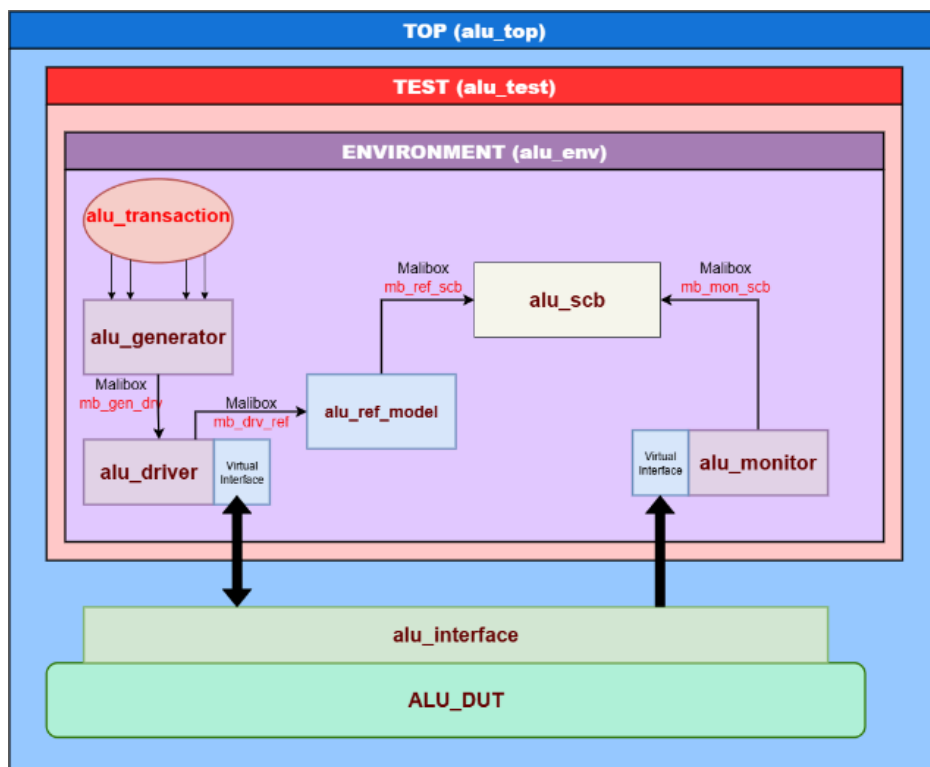 TOP (alu_top)
TEST (alu_test)
ENVIRONMENT (alu_env)
alu_transaction
alu_generator
Malibox
mb_gen_drv
alu_driver
Virtual
Interface
Malibox
mb_drv_ref
alu_ref_model
Malibox
mb_ref_scb
alu_scb
Malibox
mb_mon_scb
Virtual
Interface
alu_monitor
alu_interface
ALU_DUT